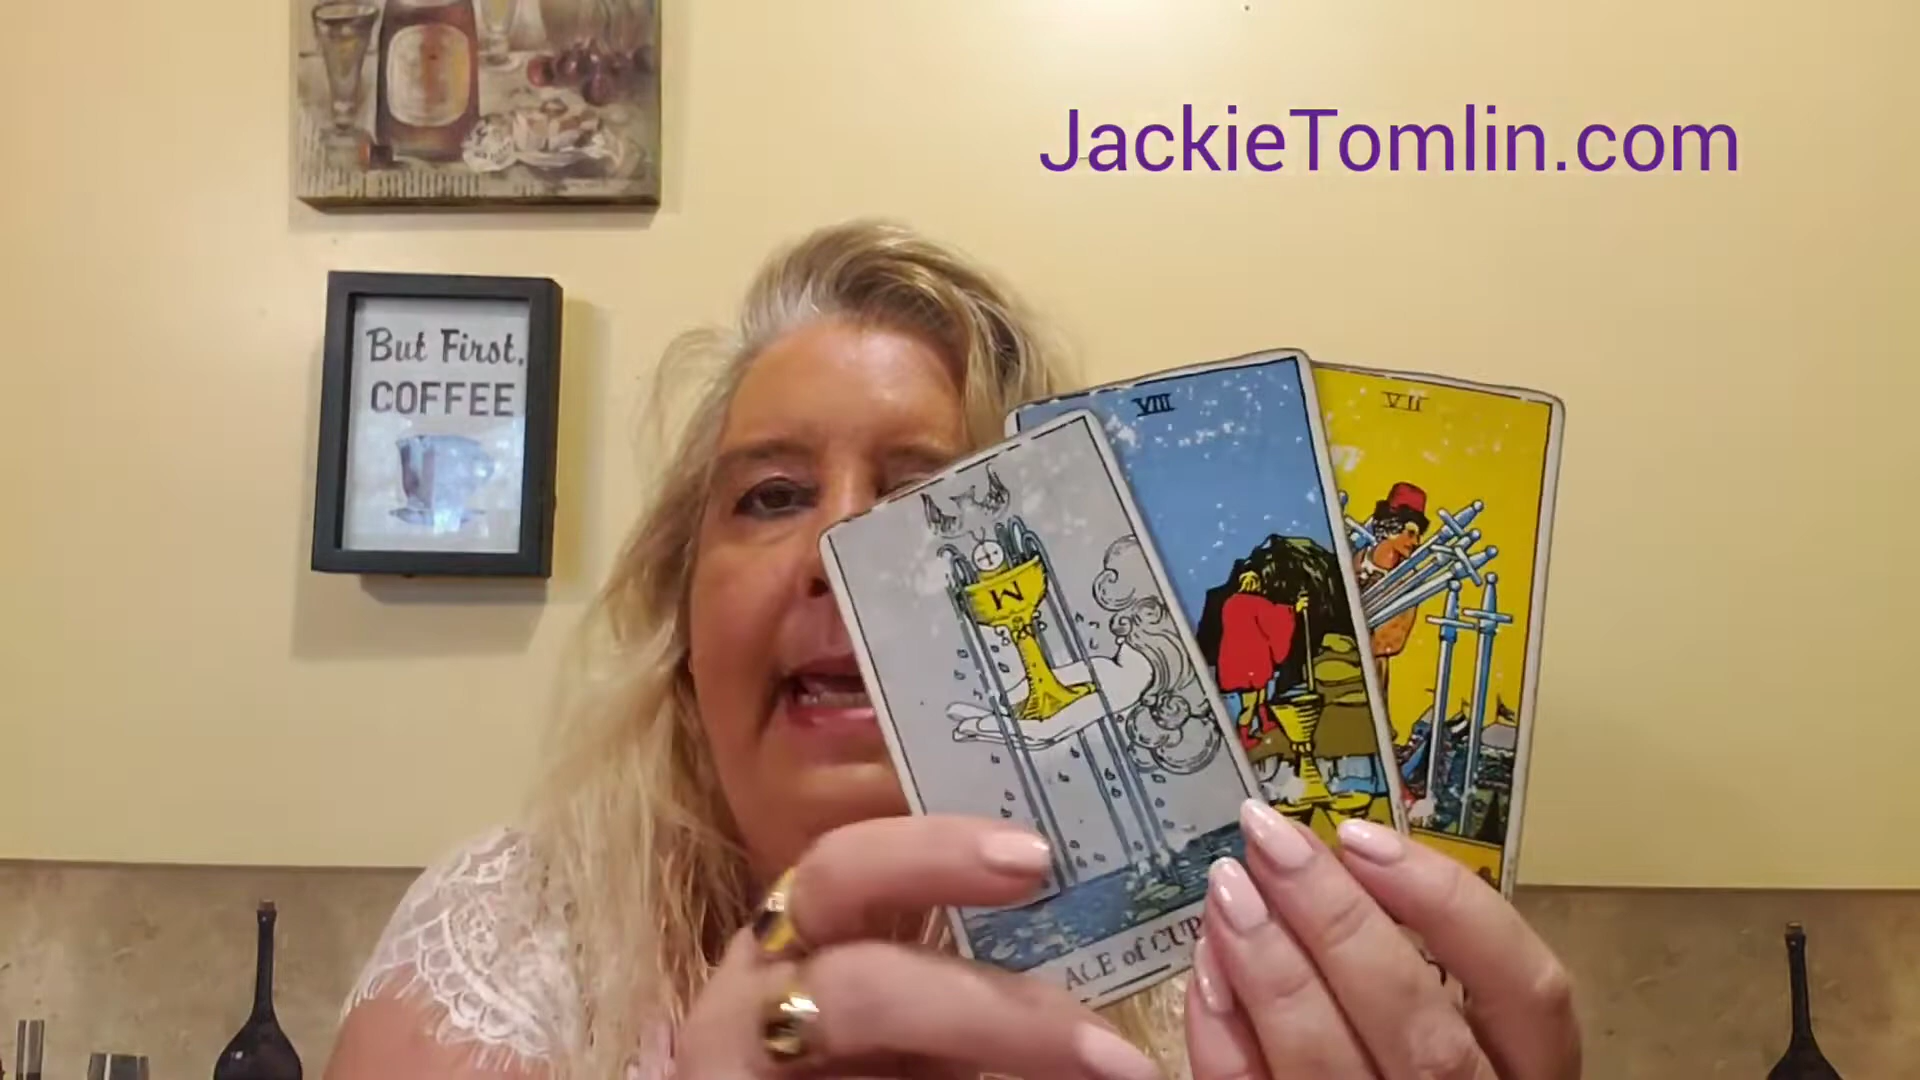 JackieTomlin.com
But First,
COFFEE
VIII
VII
M
ACE of CUP